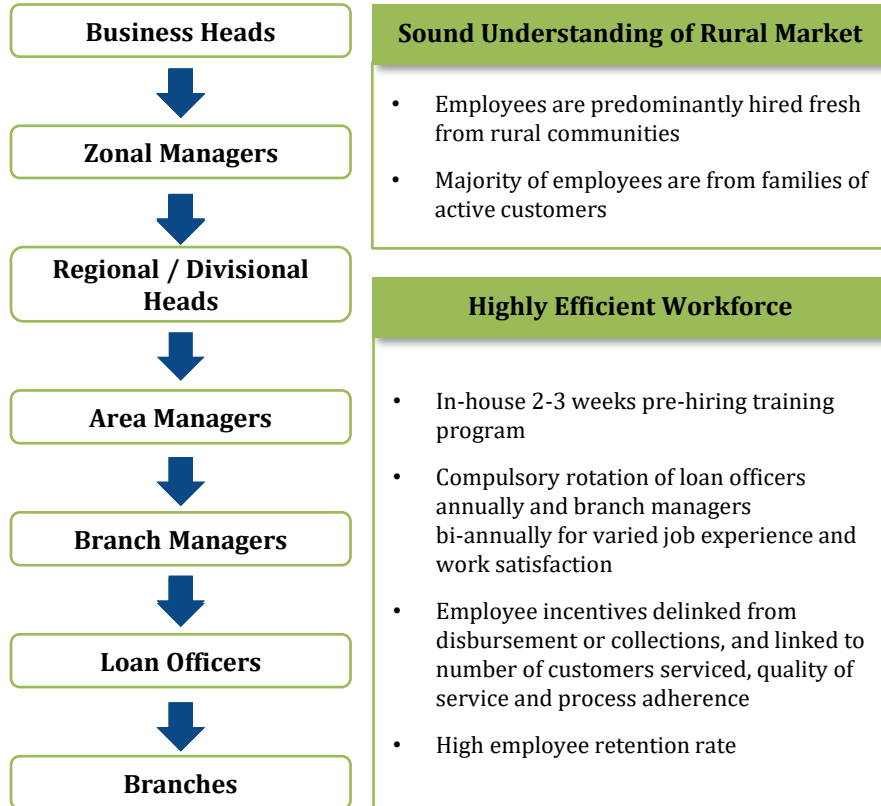 Business Heads
Zonal Managers
Regional / Divisional
Heads
Area Managers
Branch Managers
Loan Officers
Branches
Sound Understanding of Rural Market
• Employees are predominantly hired fresh
from rural communities
• Majority of employees are from families of
active customers
Highly Efficient Workforce
• In-house 2-3 weeks pre-hiring training
program
• Compulsory rotation of loan officers
annually and branch managers
bi-annually for varied job experience and
work satisfaction
• Employee incentives delinked from
disbursement or collections, and linked to
number of customers serviced, quality of
service and process adherence
• High employee retention rate